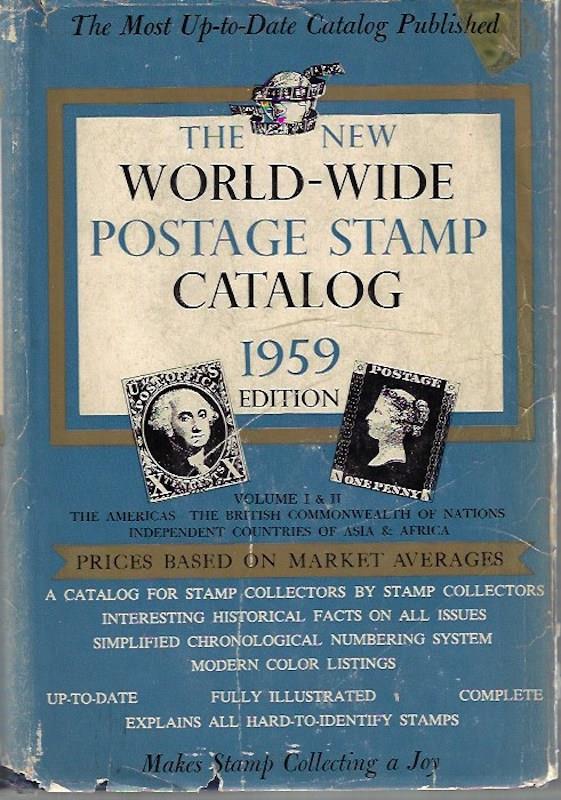 The Most Up-to-Date Catalog Published
THE NEW
WORLD-WIDE
POSTAGE STAMP
CATALOG
1959
EDITION
U.S. POST OFFICE
X X
POSTAGE
ONE PENNY
VOLUME I & II
THE AMERICAS THE BRITISH COMMONWEALTH OF NATIONS
INDEPENDENT COUNTRIES OF ASIA & AFRICA
PRICES BASED ON MARKET AVERAGES
A CATALOG FOR STAMP COLLECTORS BY STAMP COLLECTORS
INTERESTING HISTORICAL FACTS ON ALL ISSUES
SIMPLIFIED CHRONOLOGICAL NUMBERING SYSTEM
MODERN COLOR LISTINGS
UP-TO-DATE FULLY ILLUSTRATED COMPLETE
EXPLAINS ALL HARD-TO-IDENTIFY STAMPS
Makes Stamp Collecting a Joy